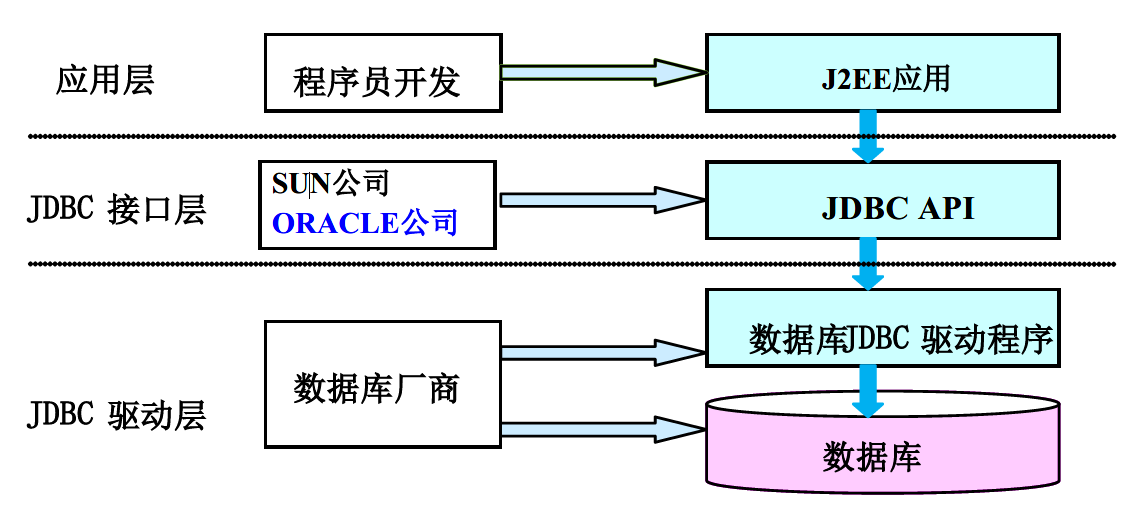 应用层
程序员开发
J2EE应用
JDBC 接口层
SUN公司
ORACLE公司
JDBC API
JDBC 驱动层
数据库厂商
数据库JDBC 驱动程序
数据库